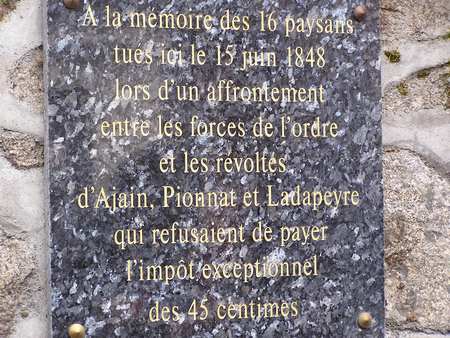 A la mémoire des 16 paysans
tués ici le 15 juin 1848
lors d'un affrontement
entre les forces de l'ordre
et les révoltés
d'Ajain, Pionnat et Ladapeyre
qui refusaient de payer
l'impôt exceptionnel
des 45 centimes